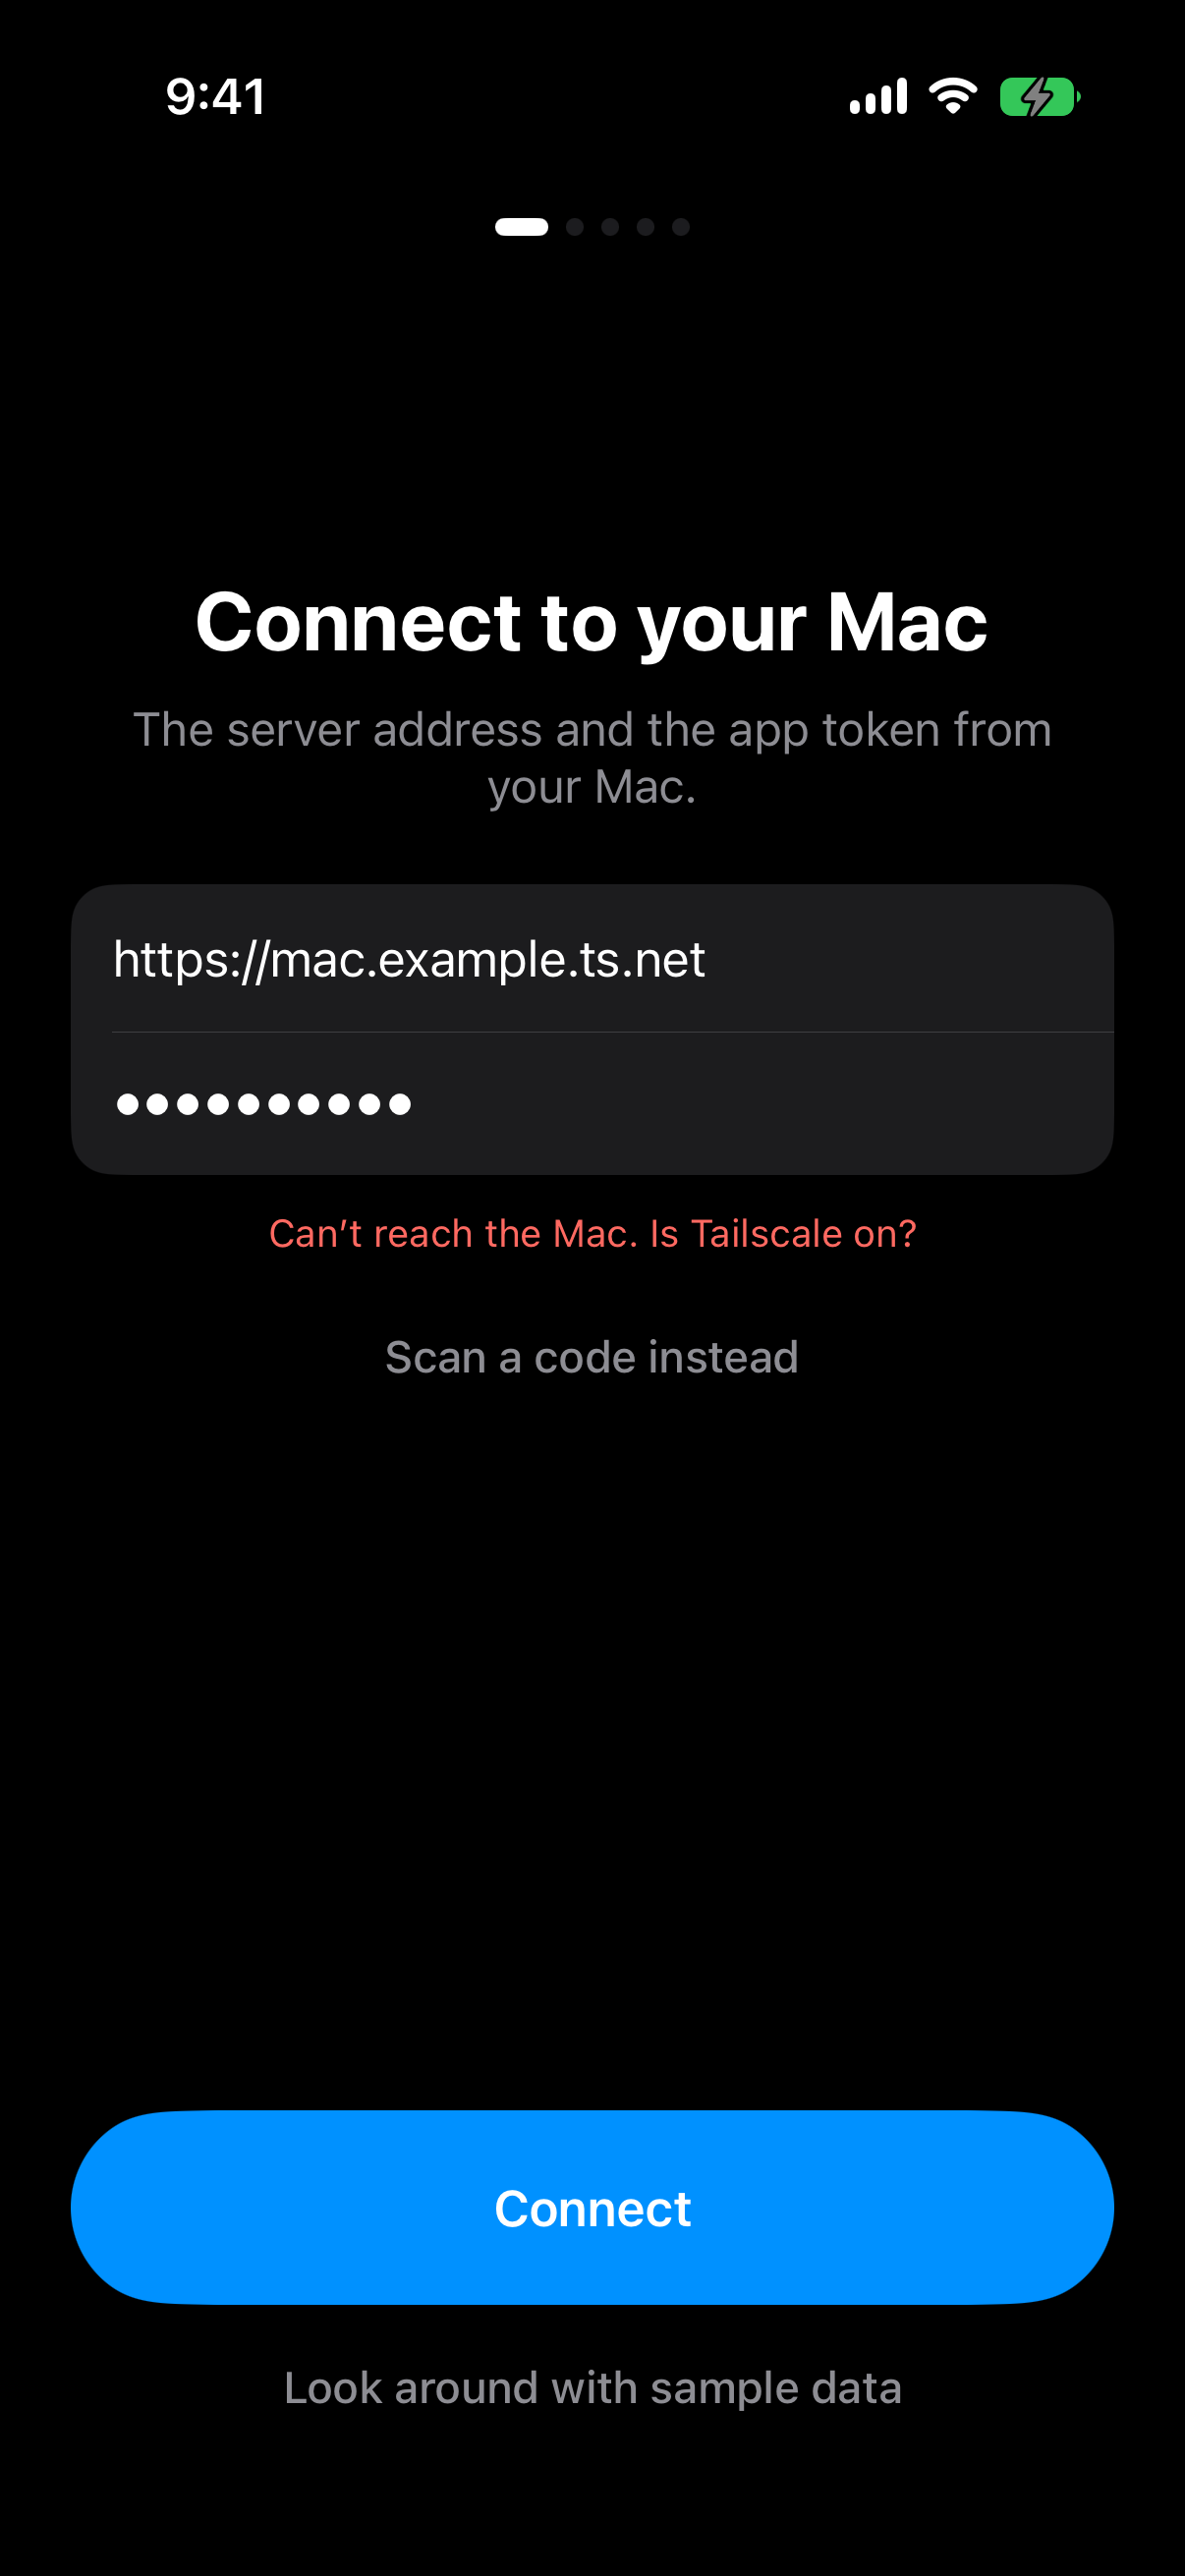 9:41
Connect to your Mac
The server address and the app token from
your Mac.
https://mac.example.ts.net
••••••••••
Can’t reach the Mac. Is Tailscale on?
Scan a code instead
Connect
Look around with sample data